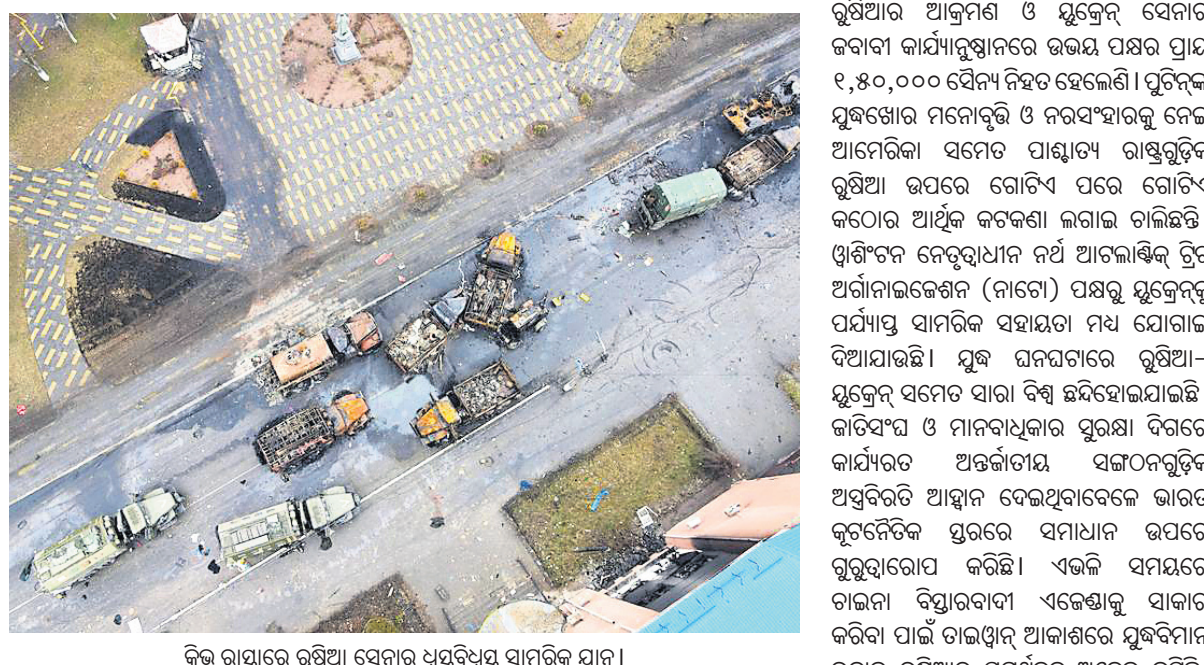 ରୁଷିଆର ଆକ୍ରମଣ ଓ ୟୁକ୍ରେନ୍ ସେନାର
ଜବାବୀ କାର୍ଯ୍ୟାନୁଷ୍ଠାନରେ ଉଭୟ ପକ୍ଷର ପ୍ରାୟ
୧,୫୦,୦୦୦ ସୈନ୍ୟ ନିହତ ହେଲେଣି। ପୁଟିନ୍‌ଙ୍କ
ଯୁଦ୍ଧଖୋର ମନୋବୃତ୍ତି ଓ ନରସଂହାରକୁ ନେଇ
ଆମେରିକା ସମେତ ପାଶ୍ଚାତ୍ୟ ରାଷ୍ଟ୍ରଗୁଡ଼ିକ
ରୁଷିଆ ଉପରେ ଗୋଟିଏ ପରେ ଗୋଟିଏ
କଠୋର ଆର୍ଥିକ କଟକଣା ଲଗାଇ ଚାଲିଛନ୍ତି
ୱାଶିଂଟନ ନେତୃତ୍ୱାଧୀନ ନର୍ଥ ଆଟଲାଣ୍ଟିକ୍
ଅର୍ଗାନାଇଜେଶନ (ନାଟୋ) ପକ୍ଷରୁ ୟୁକ୍ରେନ୍‌କୁ
ପର୍ଯ୍ୟାପ୍ତ ସାମରିକ ସହାୟତା ମଧ୍ୟ ଯୋଗାଇ
ଦିଆଯାଉଛି। ଯୁଦ୍ଧ ଘନଘଟାରେ ରୁଷିଆ-
ୟୁକ୍ରେନ୍ ସମେତ ସାରା ବିଶ୍ୱ ଛନ୍ଦିହୋଇଯାଇଛି
ଜାତିସଂଘ ଓ ମାନବାଧିକାର ସୁରକ୍ଷା ଦିଗରେ
କାର୍ଯ୍ୟରତ ଅନ୍ତର୍ଜାତୀୟ ସଙ୍ଗଠନଗୁଡ଼ିକ
ଅସ୍ତ୍ରବିରତି ଆହ୍ୱାନ ଦେଇଥିବାବେଳେ ଭାରତ
କୂଟନୈତିକ ସ୍ତରରେ ସମାଧାନ ଉପରେ
ଗୁରୁତ୍ୱାରୋପ କରିଛି। ଏଭଳି ସମୟରେ
ଚାଇନା ବିସ୍ତାରବାଦୀ ଏଜେଣ୍ଡାକୁ ସାକାର
କରିବା ପାଇଁ ତାଇୱାନ୍ ଆକାଶରେ ଯୁଦ୍ଧବିମାନ
କିଭ୍ ରାସ୍ତାରେ ରୁଷିଆ ସେନାର ଧ୍ୱସ୍ତବିଧ୍ୱସ୍ତ ସାମରିକ ଯାନ।